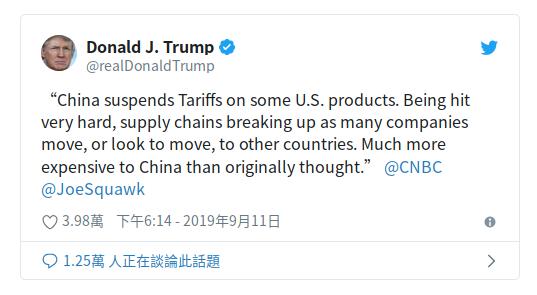 Donald J. Trump
@realDonaldTrump
“China suspends Tariffs on some U.S. products. Being hit
very hard, supply chains breaking up as many companies
move, or look to move, to other countries. Much more
expensive to China than originally thought.” @CNBC
@JoeSquawk
3.98萬 下午6:14 - 2019年9月11日
1.25萬 人正在談論此話題